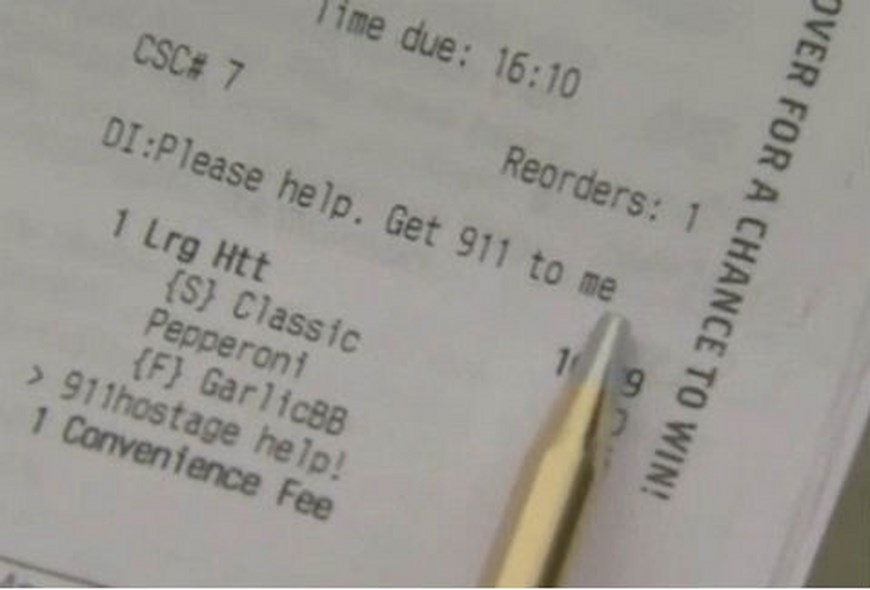 Time due: 16:10
CSC# 7
Reorders: 1
DI:Please help. Get 911 to me
1 Lrg Htt
{S} Classic
Pepperoni
{F} GarlicBB
> 911hostage help!
1 Convenience Fee
OVER FOR A CHANCE TO WIN!